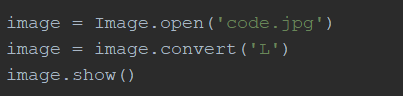 image = Image.open('code.jpg')
image = image.convert('L')
image.show()